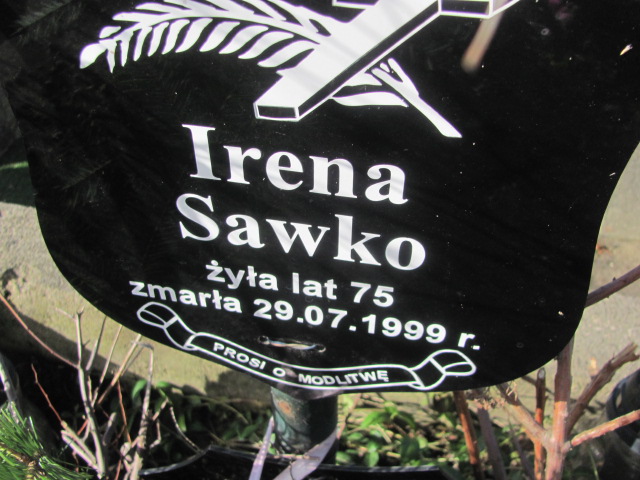 Irena
Sawko
żyła lat 75
zmarła 29.07.1999 r.
PROSI O MODLITWĘ